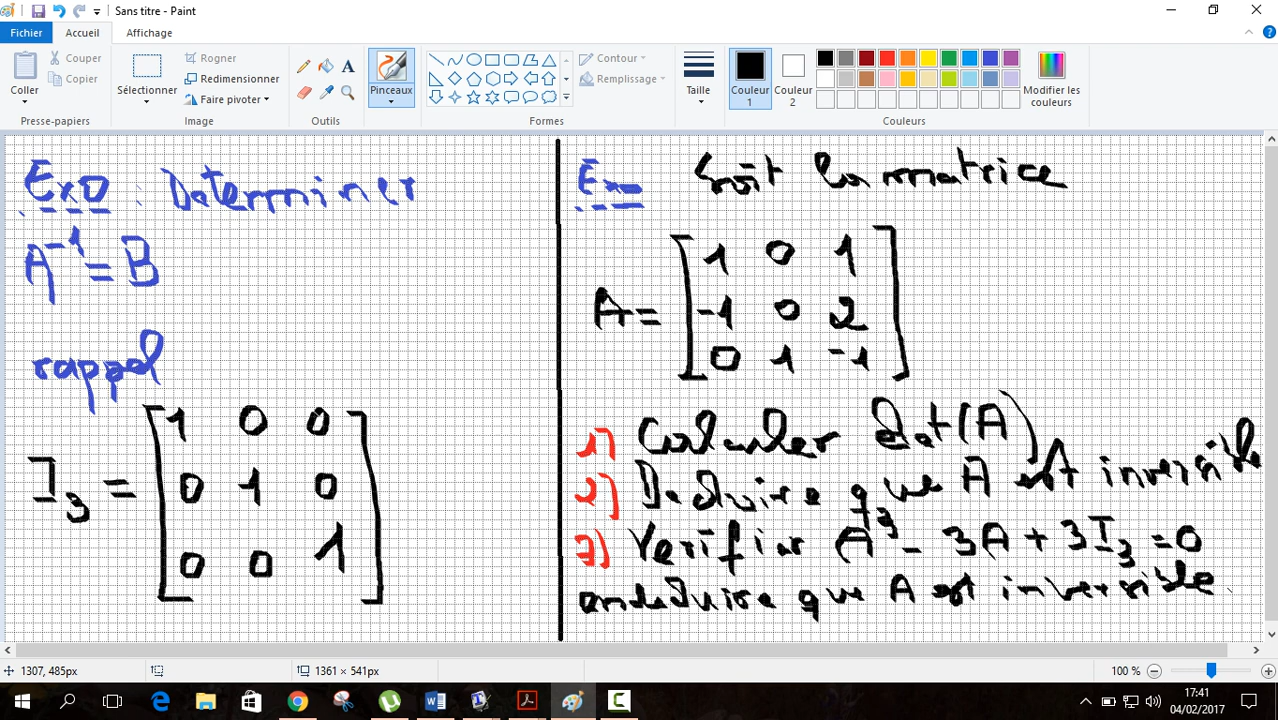 Sans titre - Paint
Fichier Accueil Affichage
Coller
Couper
Copier
Presse-papiers
Sélectionner
Rogner
Redimensionner
Faire pivoter
Image
Outils
Pinceaux
Formes
Contour
Remplissage
Taille
Couleur 1
Couleur 2
Modifier les couleurs
Couleurs
Exo : Determiner
A⁻¹ = B
rappel
I₃ =
1 0 0
0 1 0
0 0 1
Exo Soit la matrice
A =
1 0 1
-1 0 2
0 1 -1
1) Calculer Det(A)
2) Deduire que A est inversible
3) Verifier A³ - 3A + 3I₃ = 0
en deduire que A est inversible
1307, 485px
1361 × 541px
100 %
17:41
04/02/2017